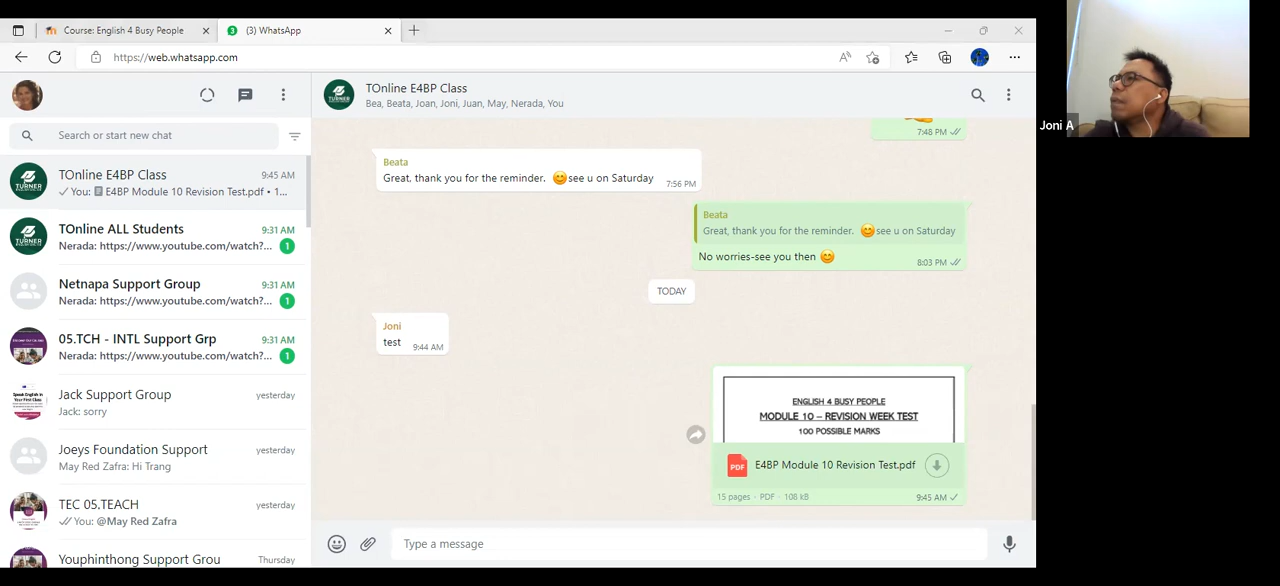 Course: English 4 Busy People
(3) WhatsApp
https://web.whatsapp.com
TOnline E4BP Class
Bea, Beata, Joan, Joni, Juan, May, Nerada, You
Search or start new chat
TOnline E4BP Class 9:45 AM
You: E4BP Module 10 Revision Test.pdf • 1...
TOnline ALL Students 9:31 AM
Nerada: https://www.youtube.com/watch?... 1
Netnapa Support Group 9:31 AM
Nerada: https://www.youtube.com/watch?... 1
05.TCH - INTL Support Grp 9:31 AM
Nerada: https://www.youtube.com/watch?... 1
Jack Support Group yesterday
Jack: sorry
Joeys Foundation Support yesterday
May Red Zafra: Hi Trang
TEC 05.TEACH yesterday
You: @May Red Zafra
Youphinthong Support Grou Thursday
7:48 PM
Beata
Great, thank you for the reminder. 😊see u on Saturday 7:56 PM
Beata
Great, thank you for the reminder. 😊see u on Saturday
No worries-see you then 😊 8:03 PM
TODAY
Joni
test 9:44 AM
ENGLISH 4 BUSY PEOPLE
MODULE 10 – REVISION WEEK TEST
100 POSSIBLE MARKS
PDF E4BP Module 10 Revision Test.pdf
15 pages · PDF · 108 kB 9:45 AM
Type a message
Joni A